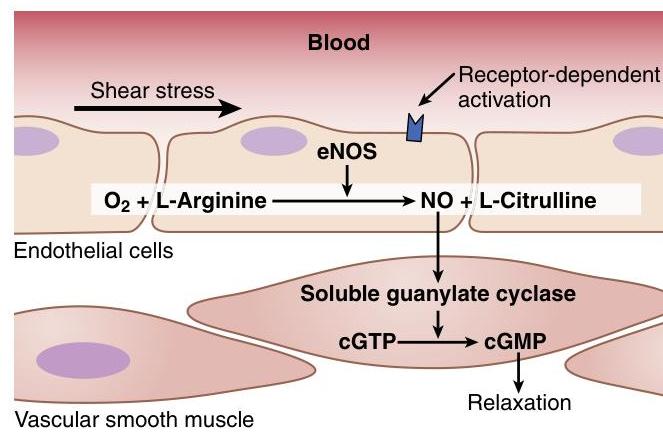 Blood
Shear stress
Receptor-dependent
activation
eNOS
O₂ + L-Arginine
NO + L-Citrulline
Endothelial cells
Soluble guanylate cyclase
cGTP
cGMP
Relaxation
Vascular smooth muscle